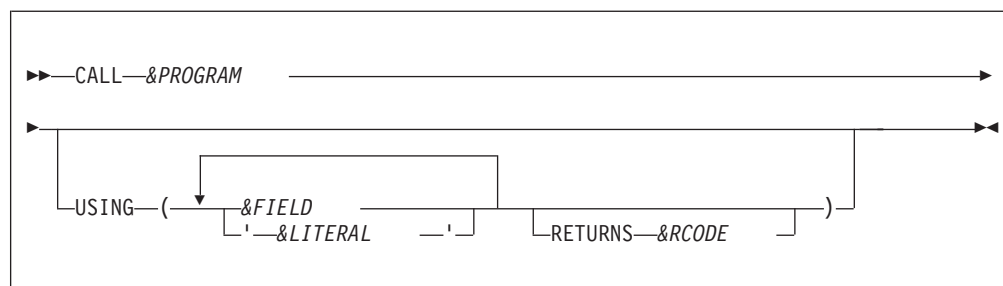 CALL &PROGRAM
USING ( &FIELD )
' &LITERAL ' RETURNS &RCODE